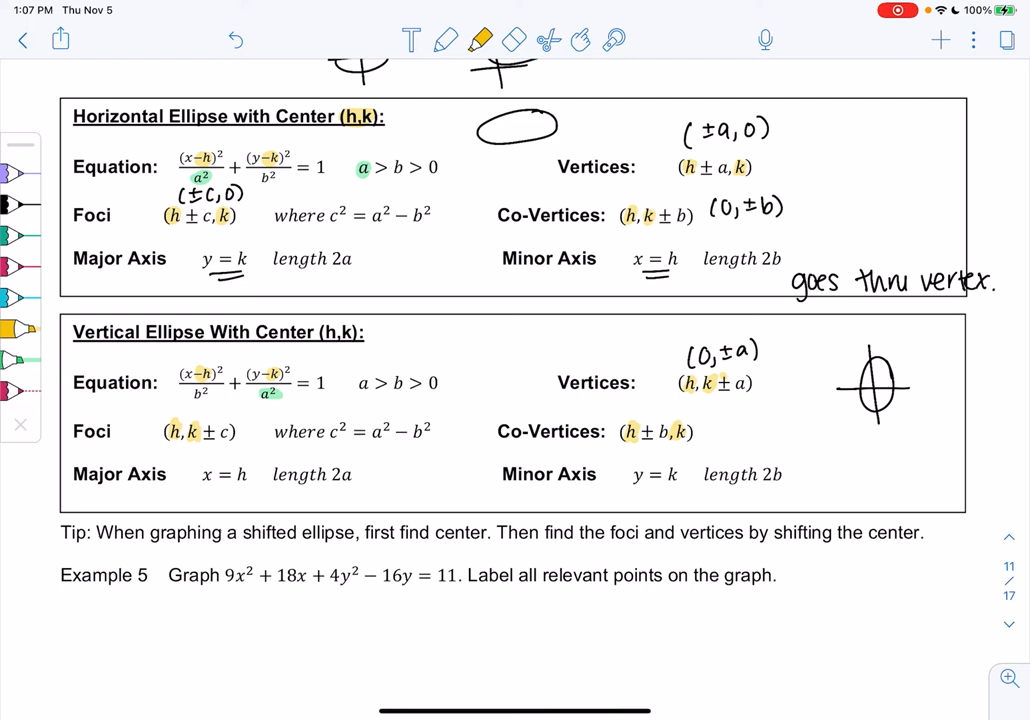 1:07 PM Thu Nov 5
100%
T
Horizontal Ellipse with Center (h,k):
(±a, 0)
Equation: (x−h)²/a² + (y−k)²/b² = 1 a > b > 0 Vertices: (h ± a, k)
(±c, 0)
Foci (h ± c, k) where c² = a² − b² Co-Vertices: (h, k ± b) (0, ±b)
Major Axis y = k length 2a Minor Axis x = h length 2b
goes thru vertex.
Vertical Ellipse With Center (h,k):
(0, ±a)
Equation: (x−h)²/b² + (y−k)²/a² = 1 a > b > 0 Vertices: (h, k ± a)
Foci (h, k ± c) where c² = a² − b² Co-Vertices: (h ± b, k)
Major Axis x = h length 2a Minor Axis y = k length 2b
Tip: When graphing a shifted ellipse, first find center. Then find the foci and vertices by shifting the center.
Example 5 Graph 9x² + 18x + 4y² − 16y = 11. Label all relevant points on the graph.
11
/
17